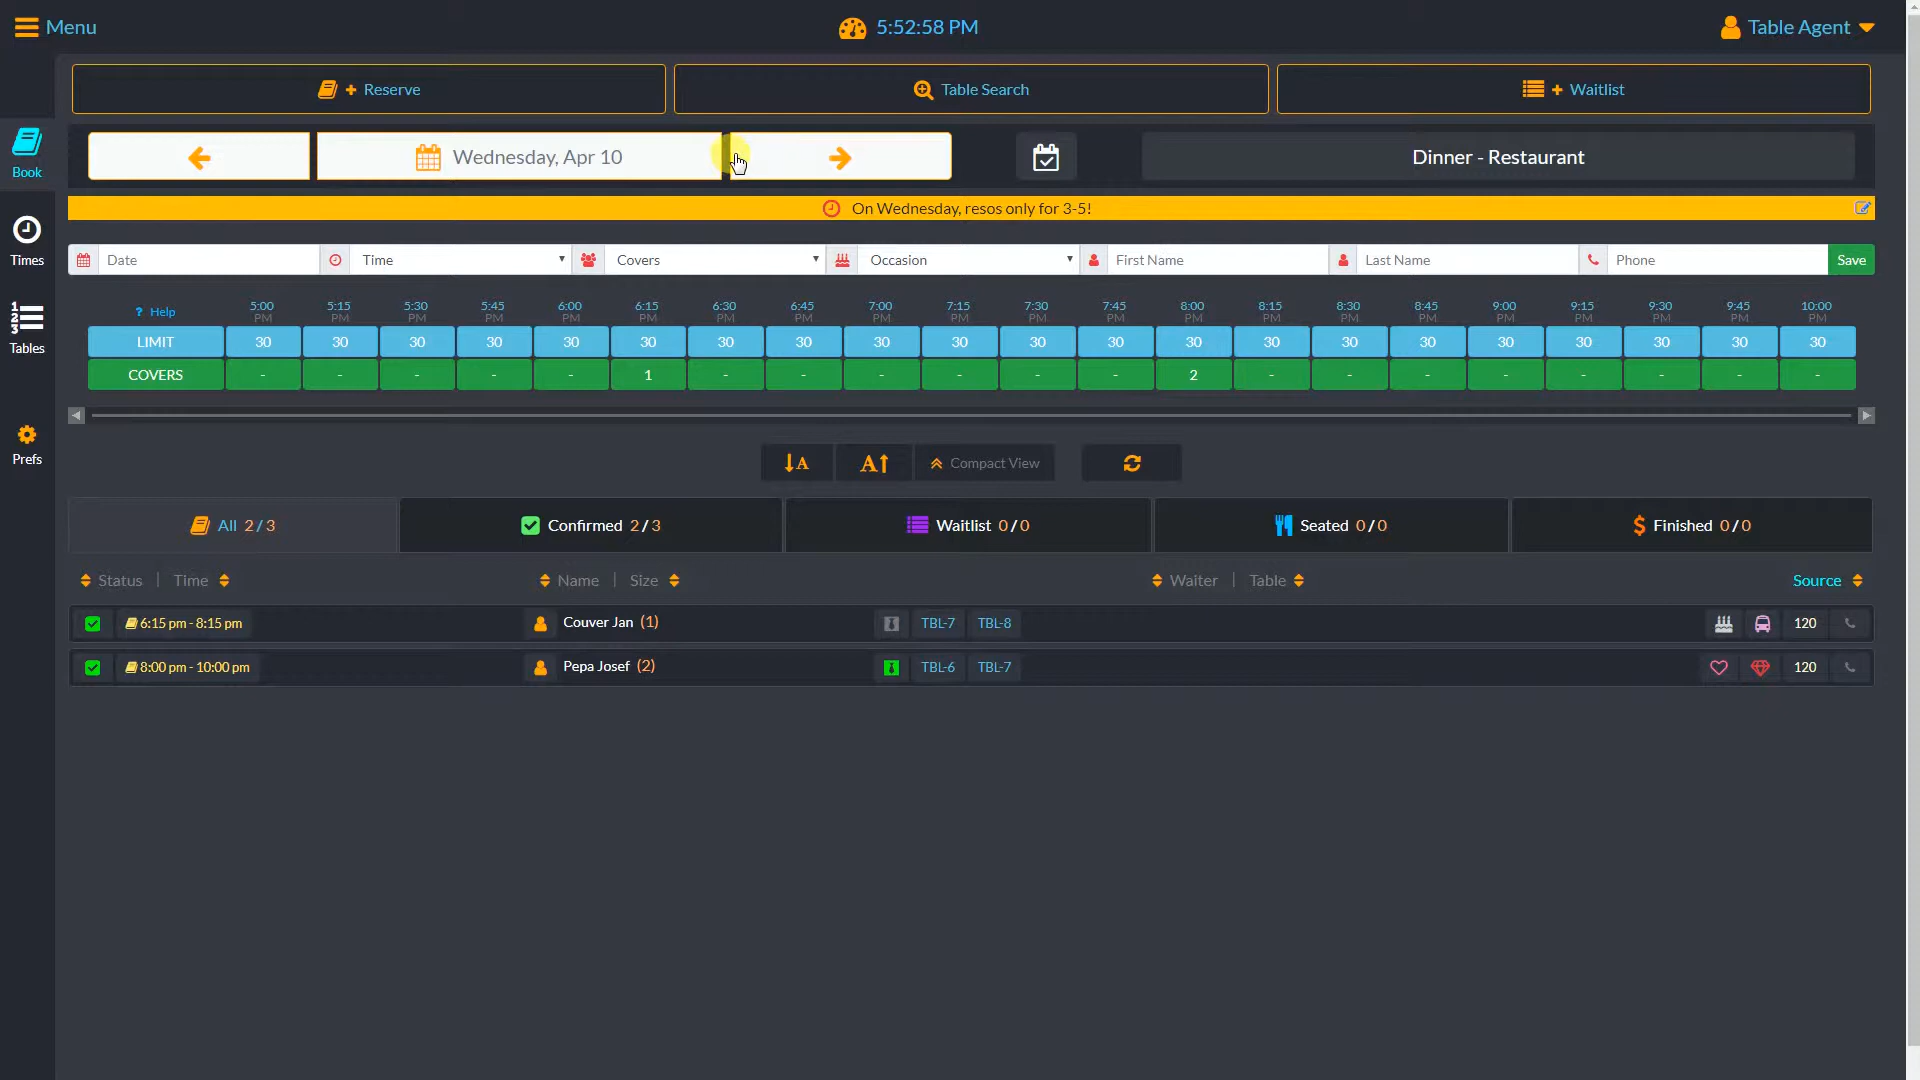 Menu
5:52:58 PM
Table Agent
+ Reserve
Table Search
+ Waitlist
Book
Wednesday, Apr 10
Dinner - Restaurant
On Wednesday, resos only for 3-5!
Times
Date
Time
Covers
Occasion
First Name
Last Name
Phone
Save
? Help
5:00 PM 5:15 PM 5:30 PM 5:45 PM 6:00 PM 6:15 PM 6:30 PM 6:45 PM 7:00 PM 7:15 PM 7:30 PM 7:45 PM 8:00 PM 8:15 PM 8:30 PM 8:45 PM 9:00 PM 9:15 PM 9:30 PM 9:45 PM 10:00 PM
LIMIT 30 30 30 30 30 30 30 30 30 30 30 30 30 30 30 30 30 30 30 30 30
COVERS - - - - - 1 - - - - - - 2 - - - - - - - -
1 2 3
Tables
Prefs
A
A
Compact View
All 2 / 3
Confirmed 2 / 3
Waitlist 0 / 0
Seated 0 / 0
$ Finished 0 / 0
Status | Time
Name | Size
Waiter | Table
Source
6:15 pm - 8:15 pm Couver Jan (1) TBL-7 TBL-8 120
8:00 pm - 10:00 pm Pepa Josef (2) TBL-6 TBL-7 120